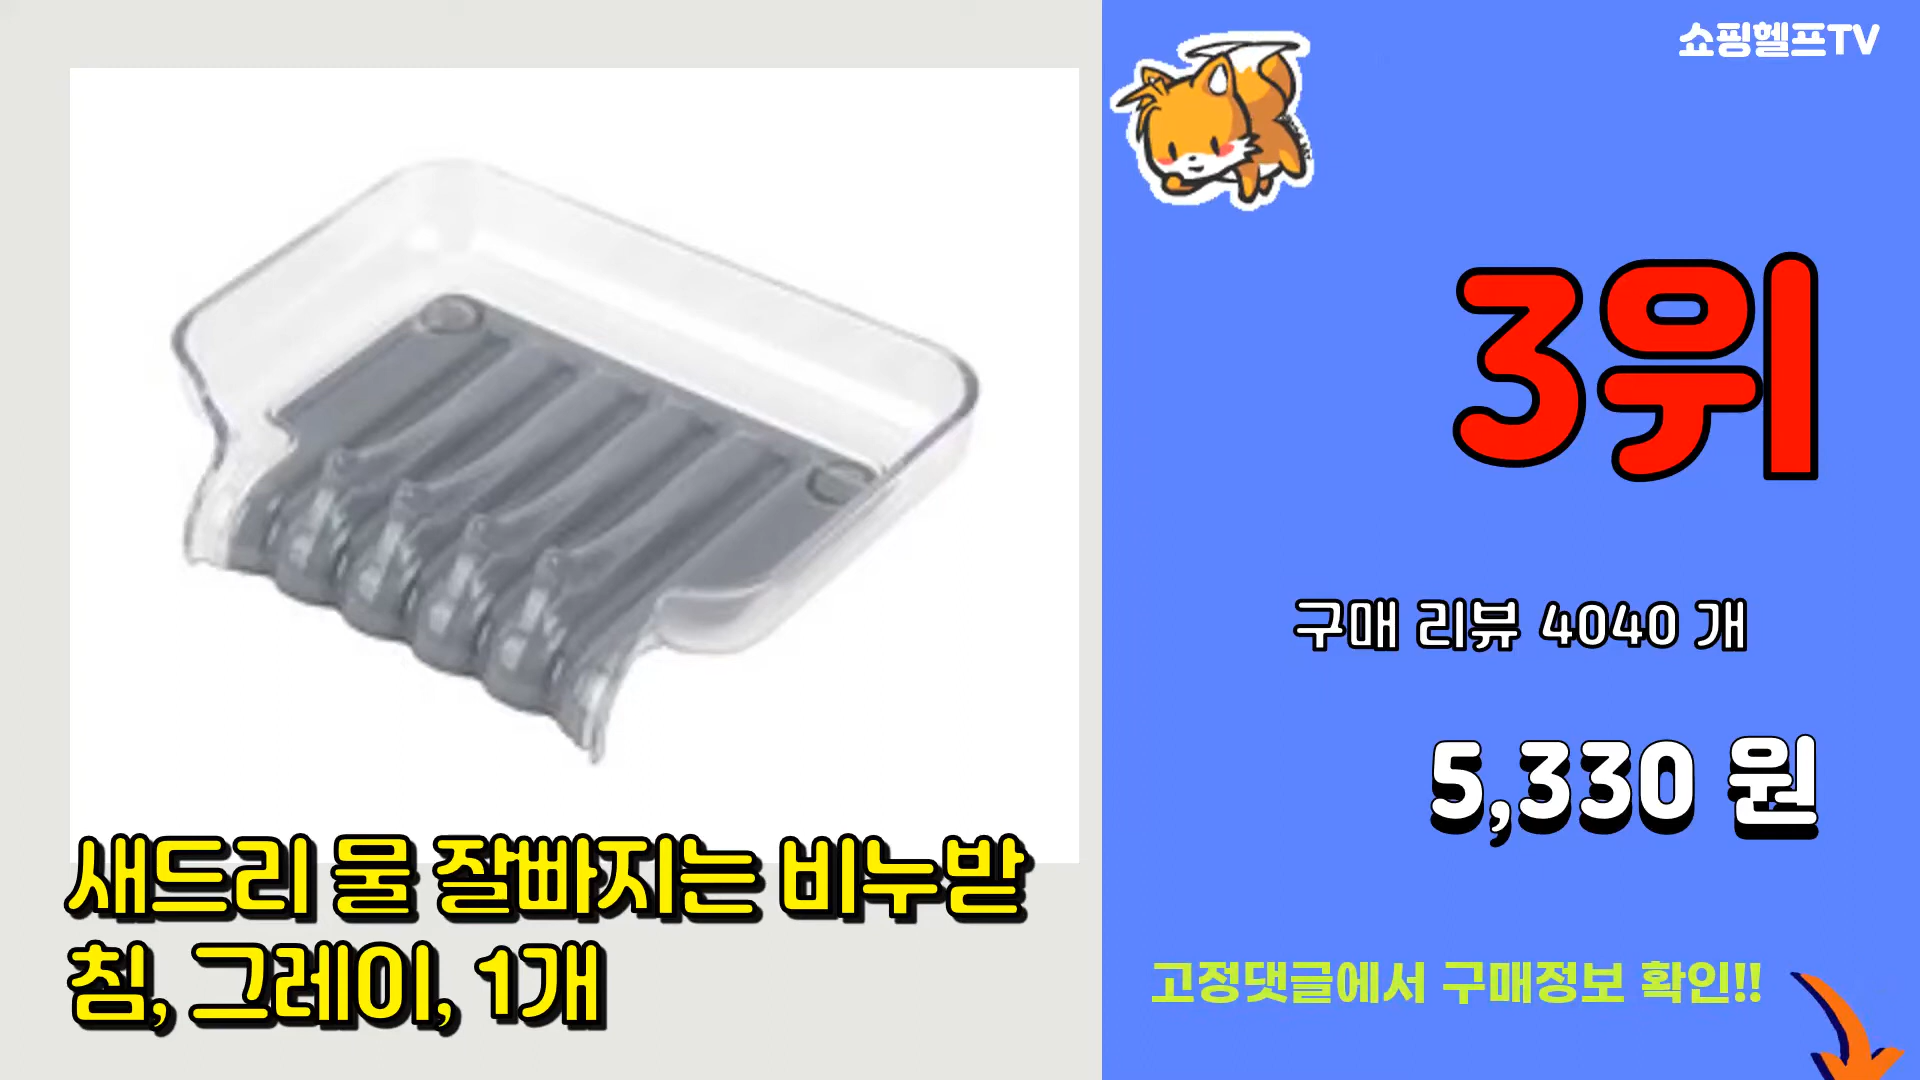 쇼핑헬프TV
3위
구매 리뷰 4040 개
5,330 원
새드리 물 잘빠지는 비누받
침, 그레이, 1개
고정댓글에서 구매정보 확인!!